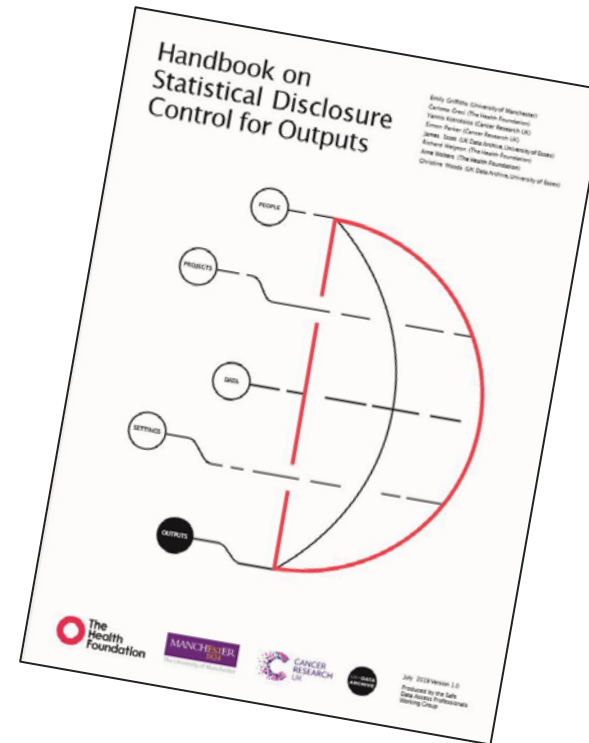 Handbook on
Statistical Disclosure
Control for Outputs
Emily Griffiths (University of Manchester)
Carlotta Greci (The Health Foundation)
Yannis Kotrotsios (Cancer Research UK)
Simon Parker (Cancer Research UK)
James Scott (UK Data Archive, University of Essex)
Richard Welpton (The Health Foundation)
Arne Wolters (The Health Foundation)
Christine Woods (UK Data Archive, University of Essex)
PEOPLE
PROJECTS
DATA
SETTINGS
OUTPUTS
The
Health
Foundation
MANCHESTER
1824
The University of Manchester
CANCER
RESEARCH
UK
UK DATA
ARCHIVE
July 2019 Version 1.0
Produced by the Safe
Data Access Professionals
Working Group